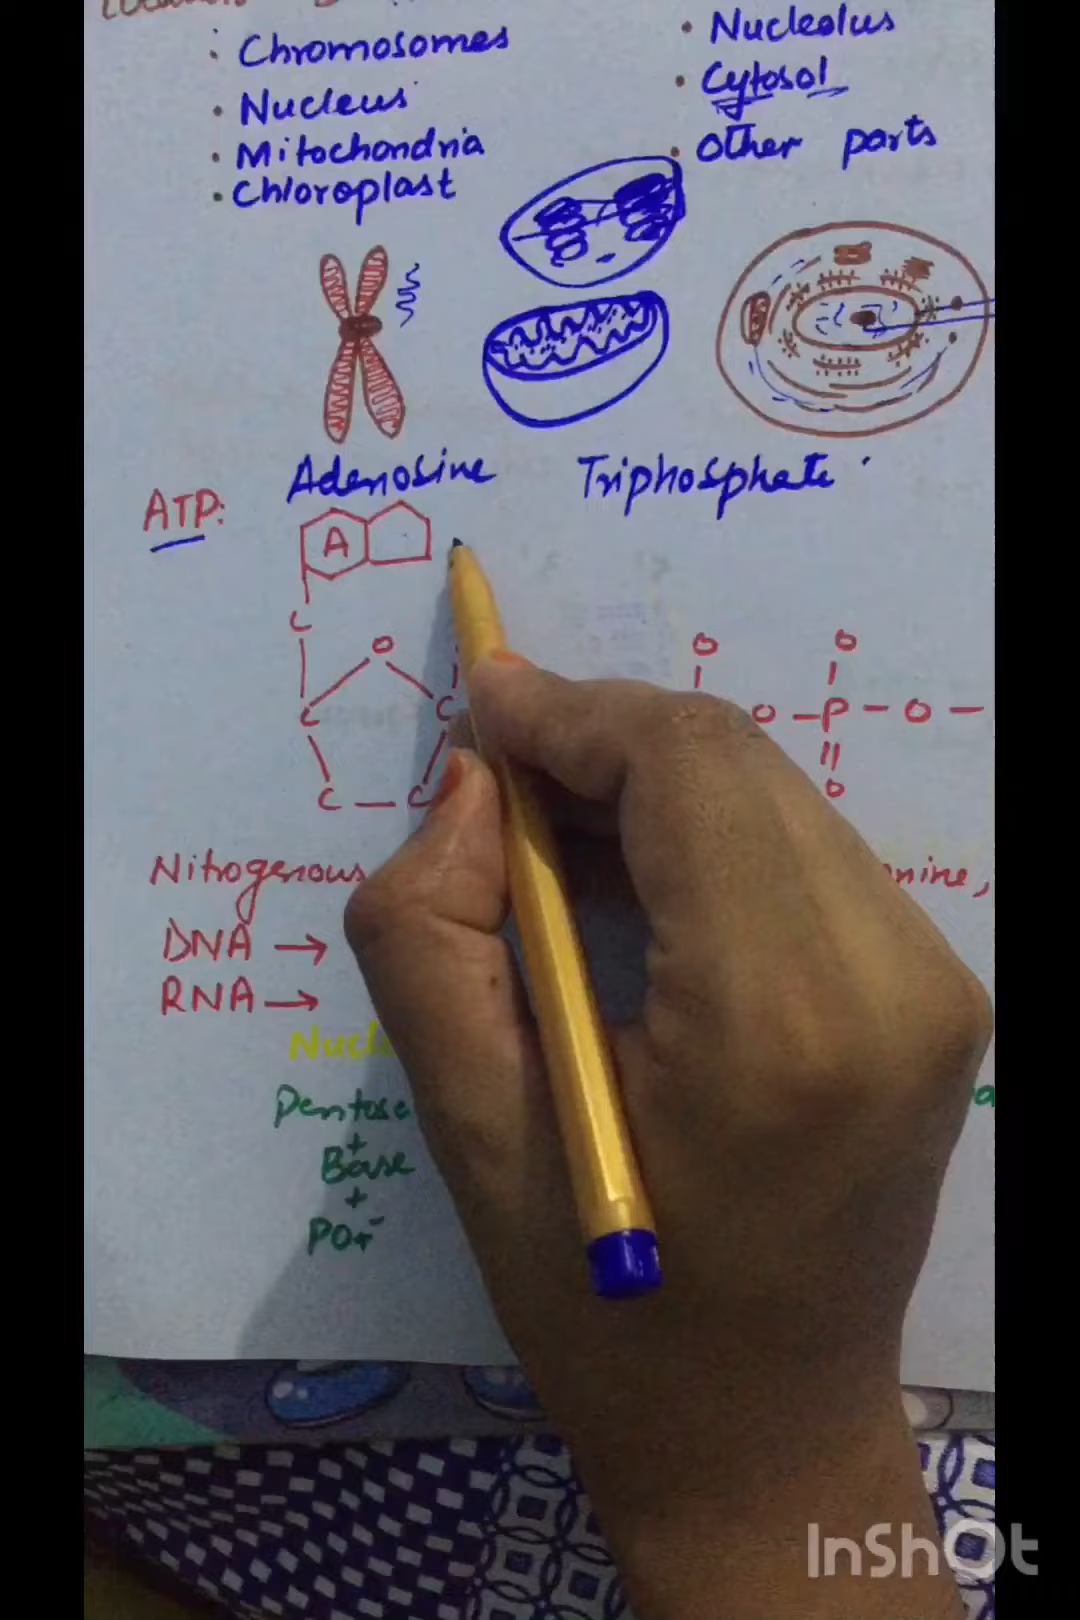 : Chromosomes
• Nucleus
• Mitochondria
• Chloroplast
• Nucleolus
• Cytosol
• Other parts
ATP: Adenosine Triphosphate
A
C
O
C
C
C
C
O
O
O
P
O
O
Nitrogenous
DNA →
RNA →
Pentose
+
Base
+
PO4-
InShOt